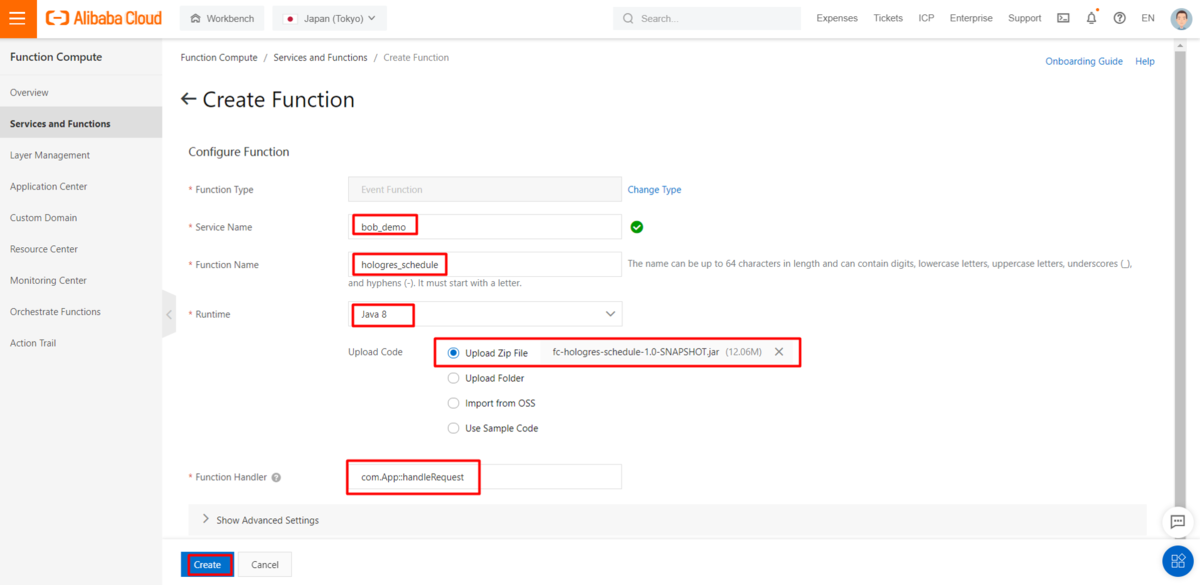 Alibaba Cloud Workbench Japan (Tokyo) Search... Expenses Tickets ICP Enterprise Support EN
Function Compute
Overview
Services and Functions
Layer Management
Application Center
Custom Domain
Resource Center
Monitoring Center
Orchestrate Functions
Action Trail
Function Compute / Services and Functions / Create Function
Onboarding Guide Help
Create Function
Configure Function
* Function Type Event Function Change Type
* Service Name bob_demo
* Function Name hologres_schedule The name can be up to 64 characters in length and can contain digits, lowercase letters, uppercase letters, underscores (_),
and hyphens (-). It must start with a letter.
* Runtime Java 8
Upload Code Upload Zip File fc-hologres-schedule-1.0-SNAPSHOT.jar (12.06M)
Upload Folder
Import from OSS
Use Sample Code
* Function Handler com.App::handleRequest
Show Advanced Settings
Create Cancel